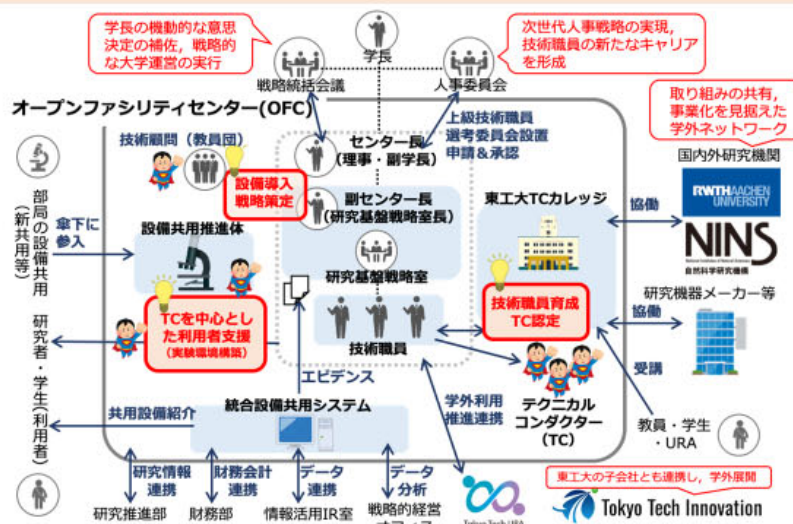 学長の機動的な意思
決定の補佐，戦略的
な大学運営の実行
学長
次世代人事戦略の実現，
技術職員の新たなキャリア
を形成
戦略統括会議
人事委員会
オープンファシリティセンター(OFC)
取り組みの共有，
事業化を見据えた
学外ネットワーク
技術顧問（教員団）
センター長
(理事・副学長)
上級技術職員
選考委員会設置
申請＆承認
国内外研究機関
RWTH AACHEN
UNIVERSITY
設備導入
戦略策定
副センター長
(研究基盤戦略室長)
東工大TCカレッジ
協働
NINS
自然科学研究機構
部局の設備共用
(新共用等)
傘下に
参入
設備共用推進体
研究基盤戦略室
研究機器メーカー等
TCを中心とし
た利用者支援
(実験環境構築)
技術職員育成
TC認定
協働
技術職員
受講
研究者・学生(利用者)
エビデンス
学外利用
推進連携
テクニカル
コンダクター
(TC)
教員・学生
・URA
共用設備紹介
統合設備共用システム
研究情報
連携
財務会計
連携
データ
連携
データ
分析
東工大の子会社とも連携し，学外展開
研究推進部
財務部
情報活用IR室
戦略的経営
Tokyo Tech Innovation